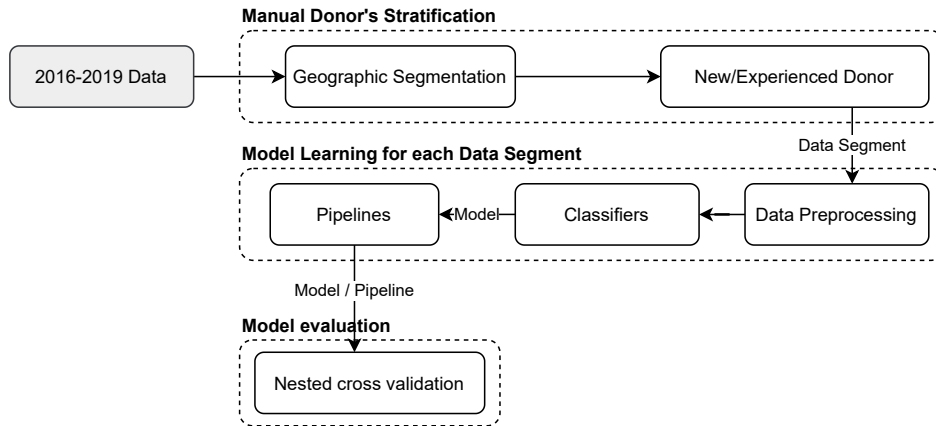 Manual Donor's Stratification
2016-2019 Data
Geographic Segmentation
New/Experienced Donor
Data Segment
Model Learning for each Data Segment
Pipelines
Model
Classifiers
Data Preprocessing
Model / Pipeline
Model evaluation
Nested cross validation